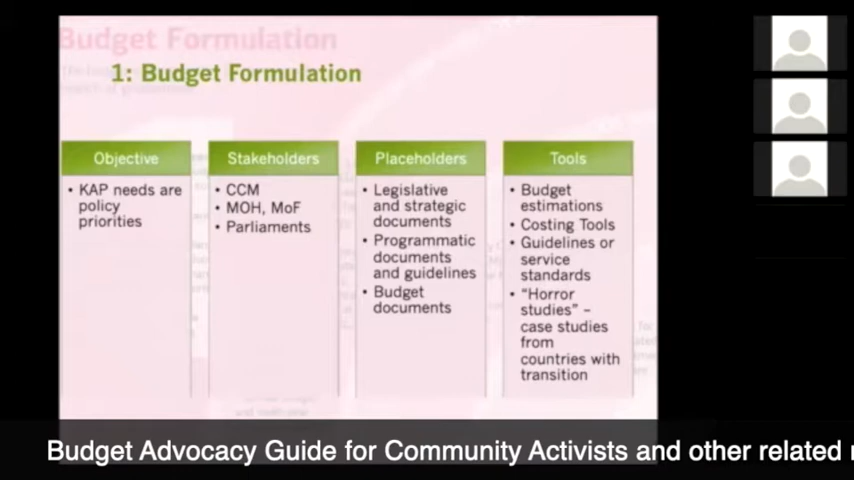 Budget Formulation
1: Budget Formulation
Objective
• KAP needs are
policy
priorities
Stakeholders
• CCM
• MOH, MoF
• Parliaments
Placeholders
• Legislative
and strategic
documents
• Programmatic
documents
and guidelines
• Budget
documents
Tools
• Budget
estimations
• Costing Tools
• Guidelines or
service
standards
• “Horror
studies” –
case studies
from
countries with
transition
Budget Advocacy Guide for Community Activists and other related